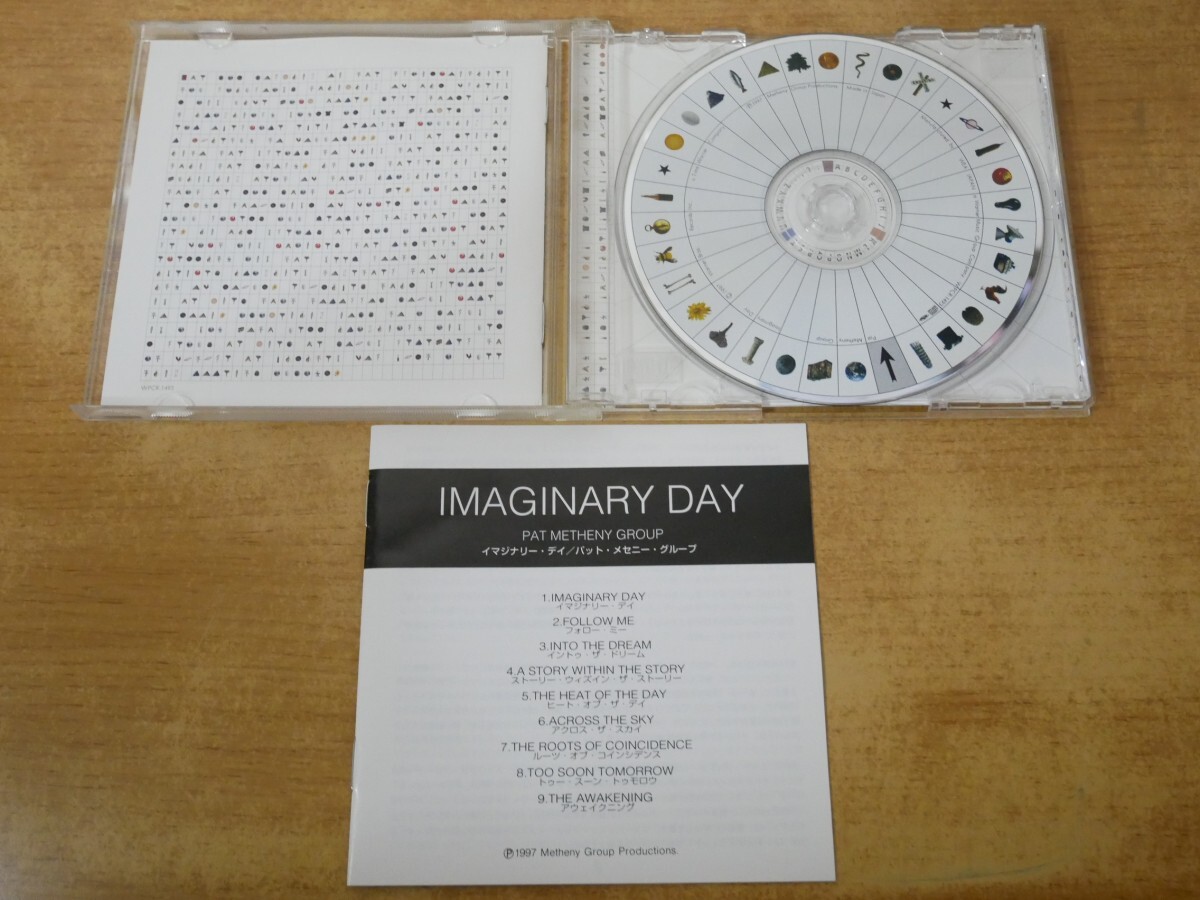 WPCR 1493
IMAGINARY DAY
PAT METHENY GROUP
イマジナリー・デイ／パット・メセニー・グループ
1.IMAGINARY DAY
イマジナリー・デイ
2.FOLLOW ME
フォロー・ミー
3.INTO THE DREAM
イントゥ・ザ・ドリーム
4.A STORY WITHIN THE STORY
ストーリー・ウィズイン・ザ・ストーリー
5.THE HEAT OF THE DAY
ヒート・オブ・ザ・デイ
6.ACROSS THE SKY
アクロス・ザ・スカイ
7.THE ROOTS OF COINCIDENCE
ルーツ・オブ・コインシデンス
8.TOO SOON TOMORROW
トゥー・スーン・トゥモロウ
9.THE AWAKENING
アウェイクニング
Ⓟ1997 Metheny Group Productions.